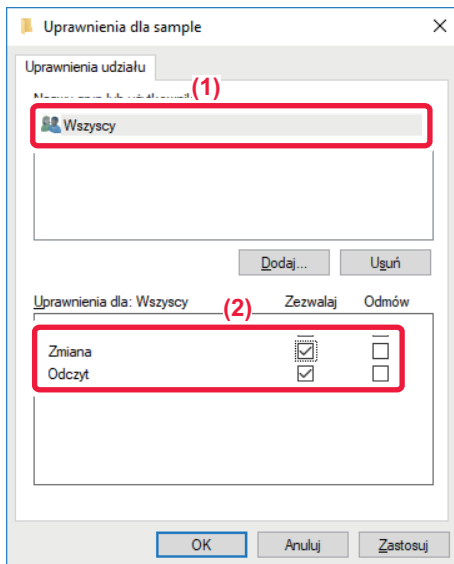 Uprawnienia dla sample
Uprawnienia udziału
(1)
Wszyscy
Dodaj... Usuń
Uprawnienia dla: Wszyscy (2) Zezwalaj Odmów
Zmiana
Odczyt
OK Anuluj Zastosuj